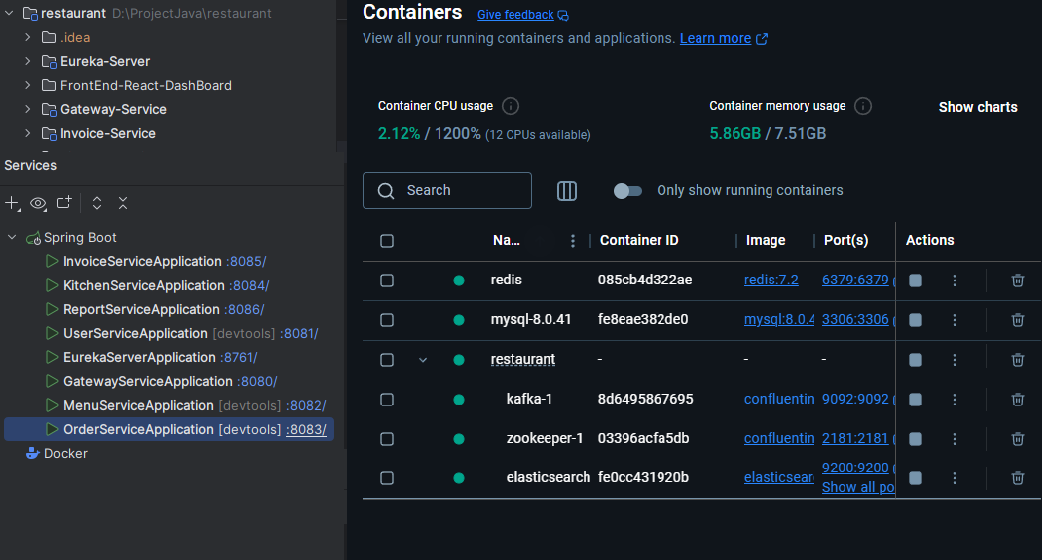 restaurant D:\ProjectJava\restaurant
.idea
Eureka-Server
FrontEnd-React-DashBoard
Gateway-Service
Invoice-Service
Services
Spring Boot
InvoiceServiceApplication :8085/
KitchenServiceApplication :8084/
ReportServiceApplication :8086/
UserServiceApplication [devtools] :8081/
EurekaServerApplication :8761/
GatewayServiceApplication :8080/
MenuServiceApplication [devtools] :8082/
OrderServiceApplication [devtools] :8083/
Docker
Containers Give feedback
View all your running containers and applications. Learn more
Container CPU usage
2.12% / 1200% (12 CPUs available)
Container memory usage
5.86GB / 7.51GB
Show charts
Search
Only show running containers
Na... Container ID Image Port(s) Actions
redis 085cb4d322ae redis:7.2 6379:6379
mysql-8.0.41 fe8eae382de0 mysql:8.0.4 3306:3306
restaurant - - -
kafka-1 8d6495867695 confluentin 9092:9092
zookeeper-1 03396acfa5db confluentin 2181:2181
elasticsearch fe0cc431920b elasticsear 9200:9200
Show all po